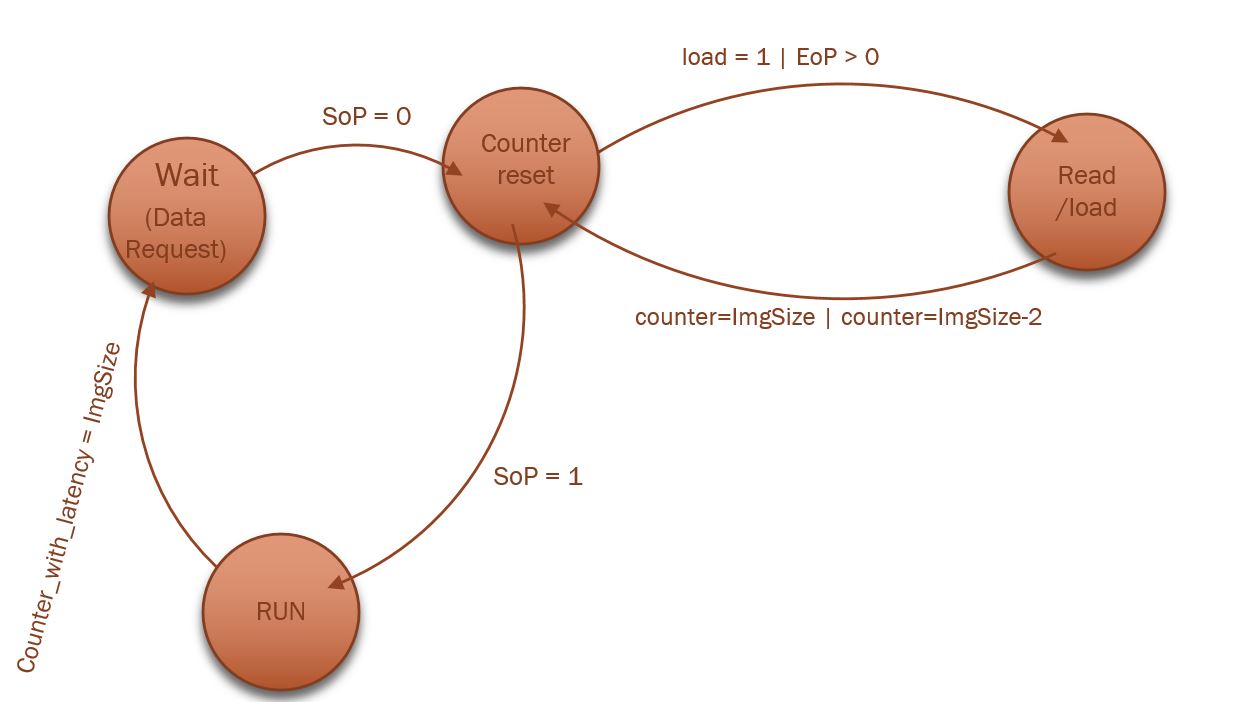 load = 1 | EoP > 0
SoP = 0
Counter
reset
Wait
(Data
Request)
Read
/load
counter=ImgSize | counter=ImgSize-2
Counter_with_latency = ImgSize
SoP = 1
RUN